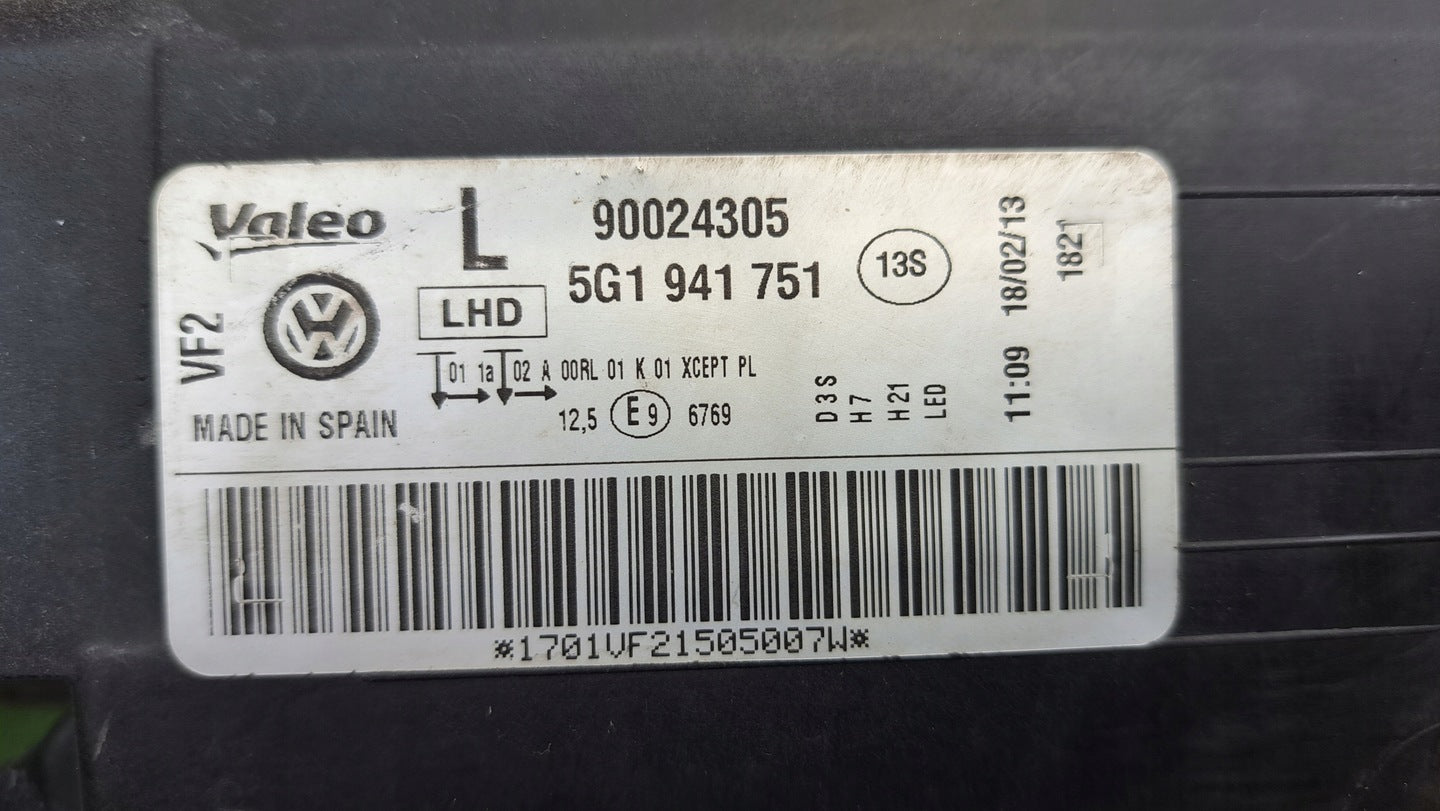 Valeo
L
90024305
5G1 941 751
13S
LHD
VF2
MADE IN SPAIN
01 1a 02 A 00RL 01 K 01 XCEPT PL
12,5 E9 6769
D3S
H7
H21
LED
11:09 18/02/13
1821
*1701VF21505007W*